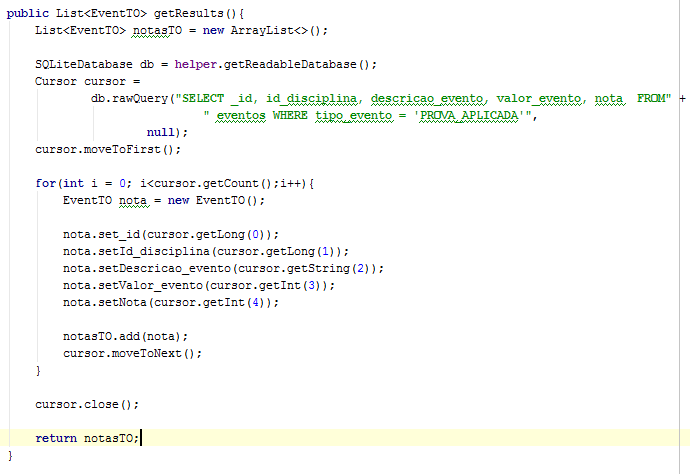 public List<EventTO> getResults(){
List<EventTO> notasTO = new ArrayList<>();
SQLiteDatabase db = helper.getReadableDatabase();
Cursor cursor =
db.rawQuery("SELECT _id, id_disciplina, descricao_evento, valor_evento, nota  FROM" +
" eventos WHERE tipo_evento = 'PROVA_APLICADA'",
null);
cursor.moveToFirst();
for(int i = 0; i<cursor.getCount();i++){
EventTO nota = new EventTO();
nota.set_id(cursor.getLong(0));
nota.setId_disciplina(cursor.getLong(1));
nota.setDescricao_evento(cursor.getString(2));
nota.setValor_evento(cursor.getInt(3));
nota.setNota(cursor.getInt(4));
notasTO.add(nota);
cursor.moveToNext();
}
cursor.close();
return notasTO;
}